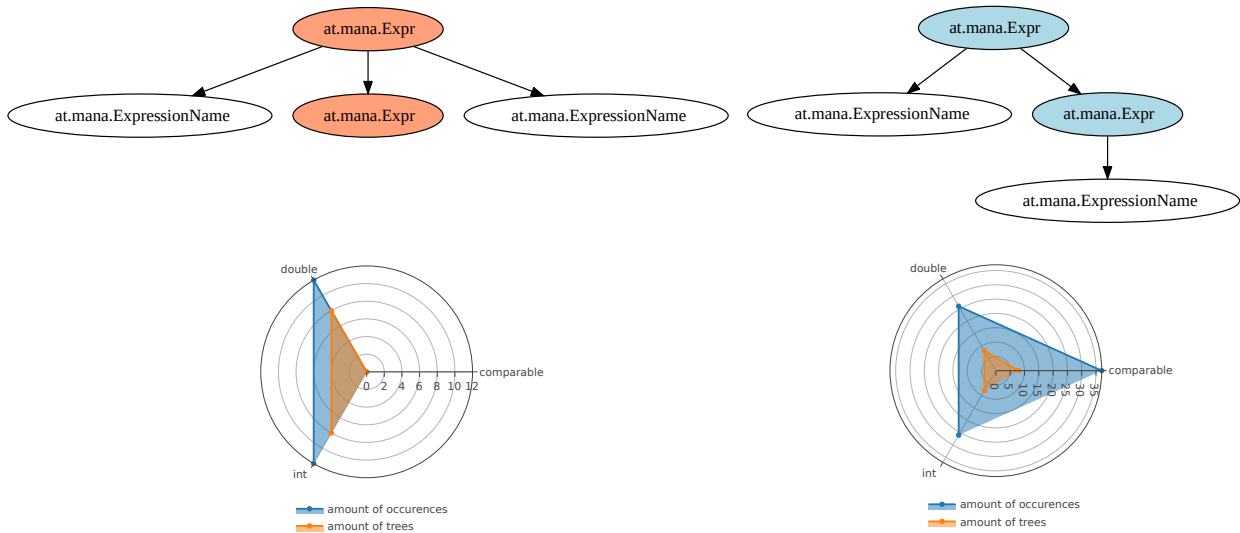 at.mana.Expr
at.mana.ExpressionName
at.mana.Expr
at.mana.ExpressionName
at.mana.Expr
at.mana.ExpressionName
at.mana.Expr
at.mana.ExpressionName
double
comparable
0 2 4 6 8 10 12
int
amount of occurences
amount of trees
double
comparable
0 5 10 15 20 25 30 35
int
amount of occurences
amount of trees